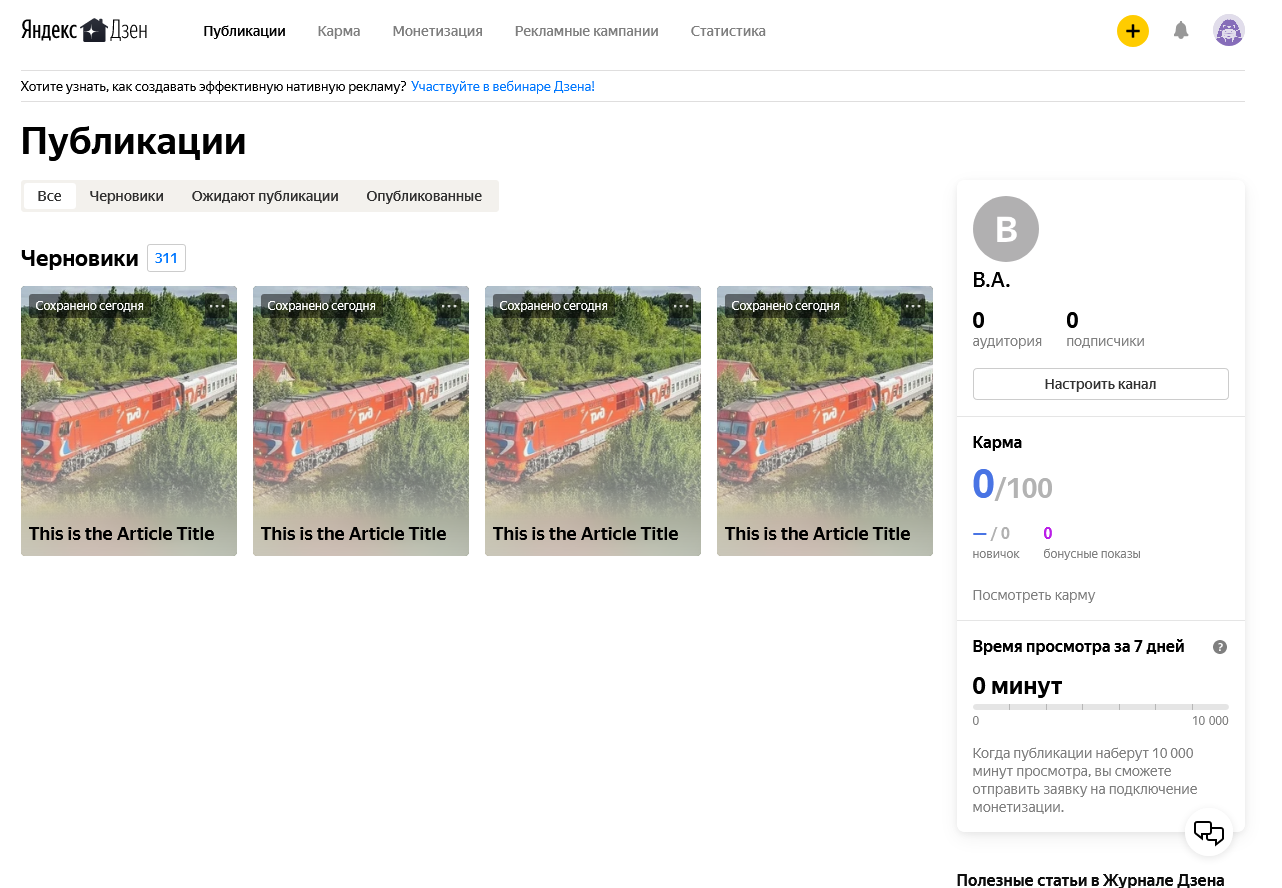 Яндекс Дзен
Публикации
Карма
Монетизация
Рекламные кампании
Статистика
Хотите узнать, как создавать эффективную нативную рекламу? Участвуйте в вебинаре Дзена!
Публикации
Все
Черновики
Ожидают публикации
Опубликованные
Черновики 311
Сохранено сегодня
РЖД
This is the Article Title
Сохранено сегодня
РЖД
This is the Article Title
Сохранено сегодня
РЖД
This is the Article Title
Сохранено сегодня
РЖД
This is the Article Title
В
В.А.
0
аудитория
0
подписчики
Настроить канал
Карма
0/100
— / 0
новичок
0
бонусные показы
Посмотреть карму
Время просмотра за 7 дней ?
0 минут
0
10 000
Когда публикации наберут 10 000
минут просмотра, вы сможете
отправить заявку на подключение
монетизации.
Полезные статьи в Журнале Дзена